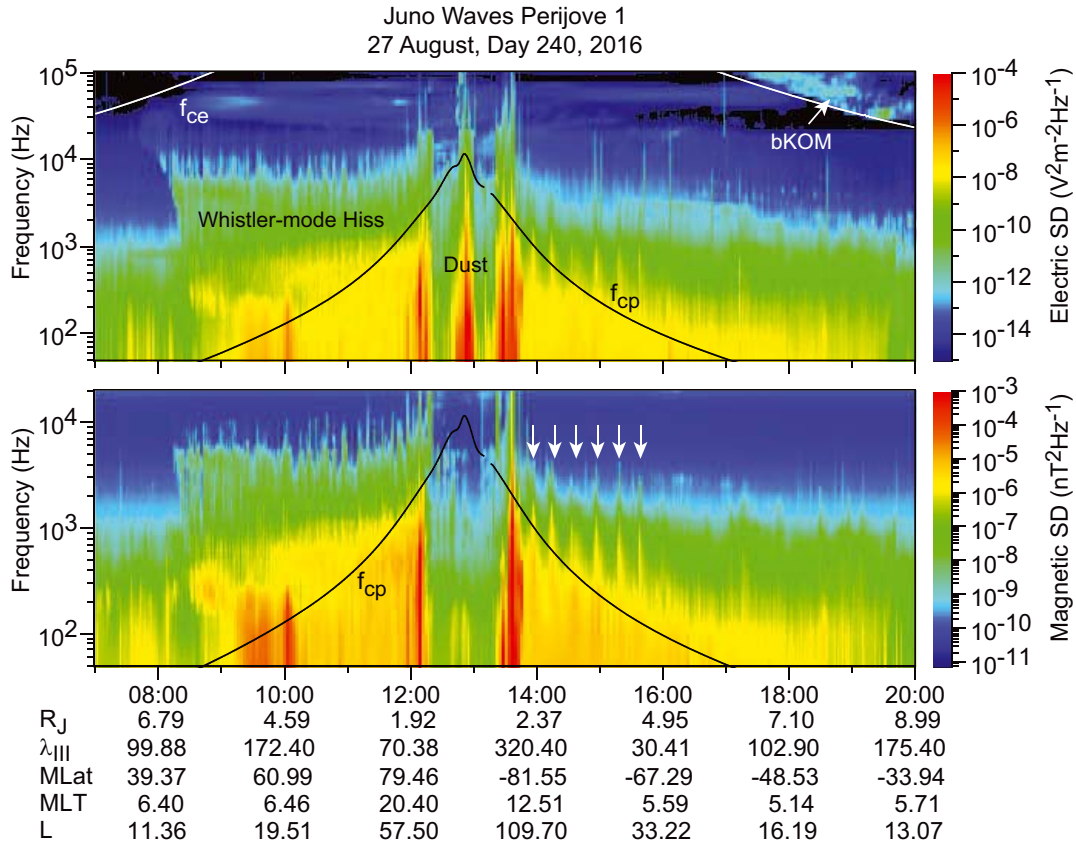 Juno Waves Perijove 1
27 August, Day 240, 2016
10^5
10^4
10^3
10^2
Frequency (Hz)
f_ce
bKOM
Whistler-mode Hiss
Dust
f_cp
10^-4
10^-6
10^-8
10^-10
10^-12
10^-14
Electric SD (V^2m^-2Hz^-1)
10^4
10^3
10^2
Frequency (Hz)
f_cp
10^-3
10^-4
10^-5
10^-6
10^-7
10^-8
10^-9
10^-10
10^-11
Magnetic SD (nT^2Hz^-1)
08:00 10:00 12:00 14:00 16:00 18:00 20:00
R_J 6.79 4.59 1.92 2.37 4.95 7.10 8.99
λ_III 99.88 172.40 70.38 320.40 30.41 102.90 175.40
MLat 39.37 60.99 79.46 -81.55 -67.29 -48.53 -33.94
MLT 6.40 6.46 20.40 12.51 5.59 5.14 5.71
L 11.36 19.51 57.50 109.70 33.22 16.19 13.07